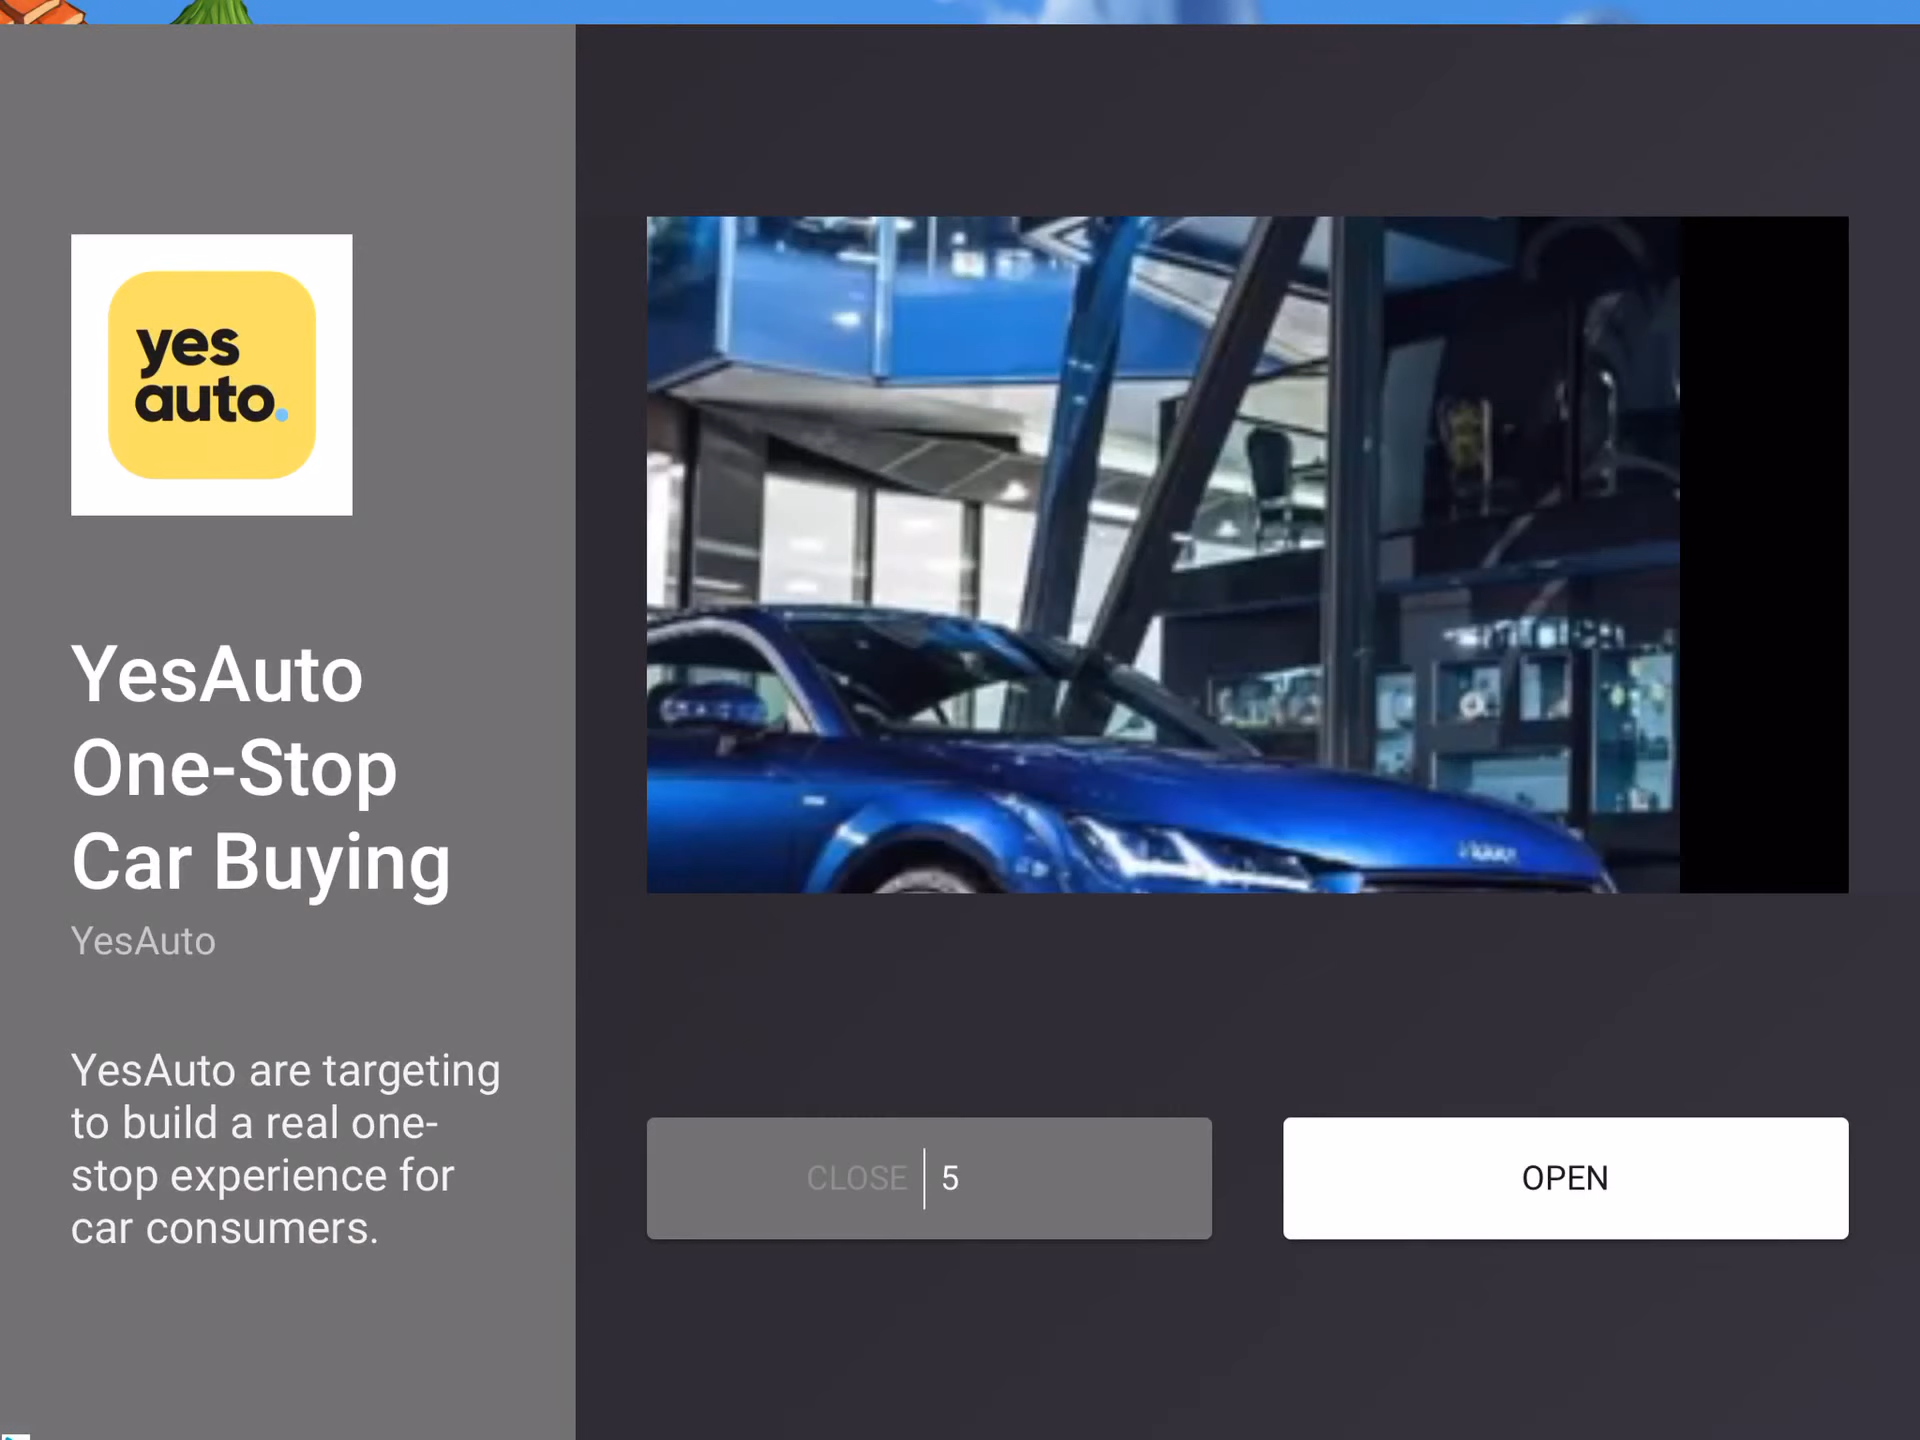 yes
auto.
YesAuto
One-Stop
Car Buying
YesAuto
YesAuto are targeting
to build a real one-
stop experience for
car consumers.
CLOSE | 5
OPEN